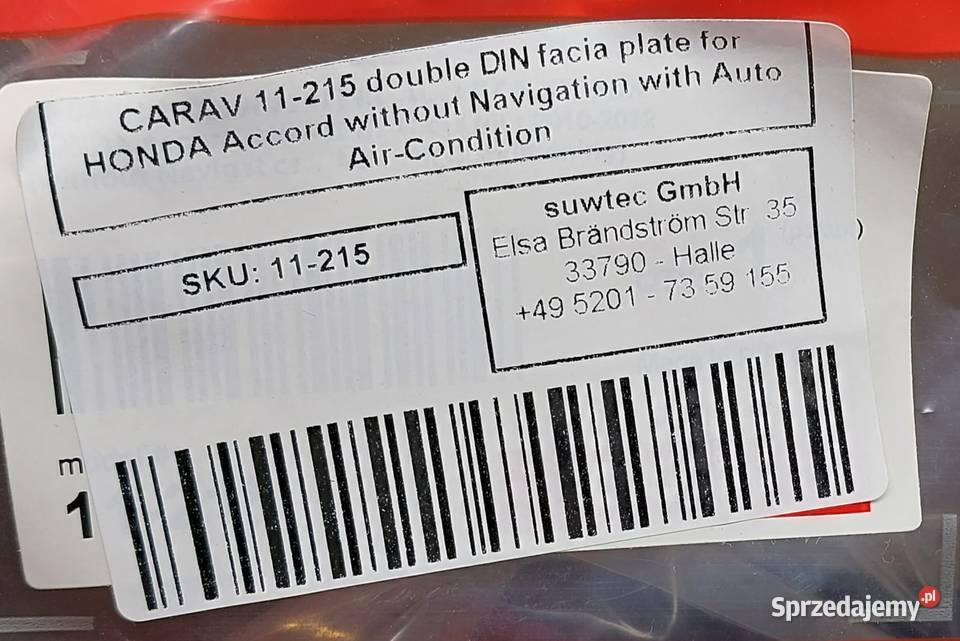 CARAV 11-215 double DIN facia plate for
HONDA Accord without Navigation with Auto
Air-Condition
SKU: 11-215
suwtec GmbH
Elsa Brändström Str 35
33790 - Halle
+49 5201 - 73 59 155
)
m
1
Sprzedajemy.pl